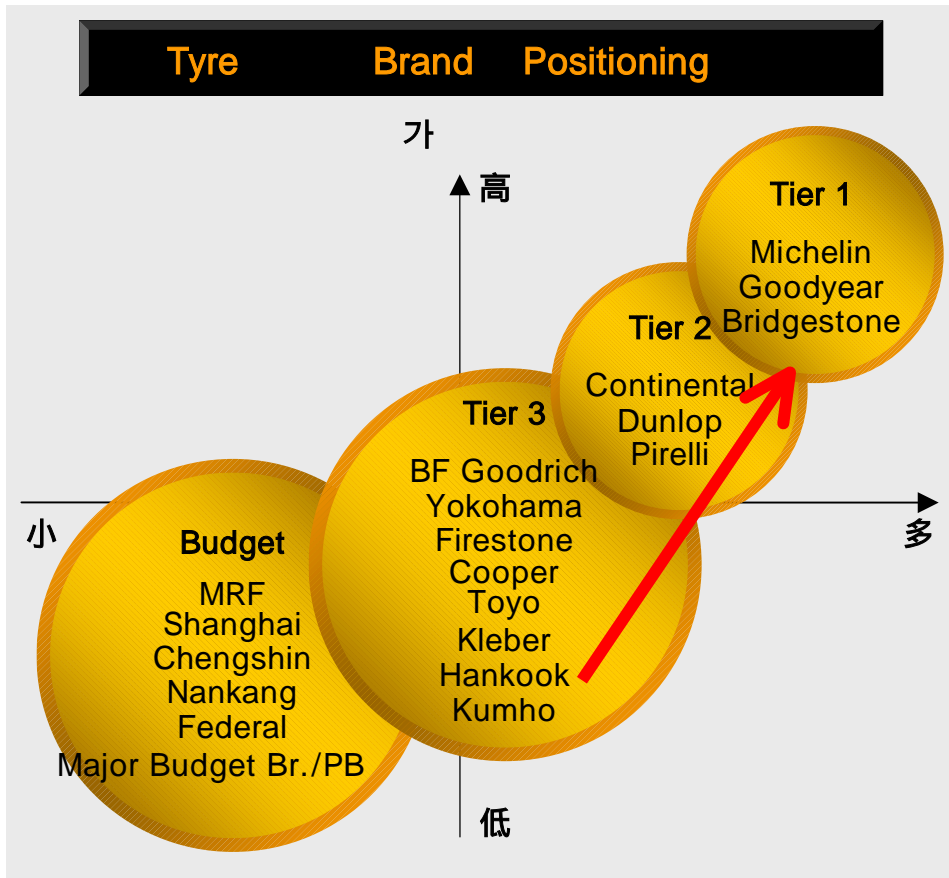 Tyre Brand Positioning
가
高
Tier 1
Michelin
Goodyear
Bridgestone
Tier 2
Continental
Dunlop
Pirelli
Tier 3
BF Goodrich
Yokohama
Firestone
Cooper
Toyo
Kleber
Hankook
Kumho
小
多
Budget
MRF
Shanghai
Chengshin
Nankang
Federal
Major Budget Br./PB
低